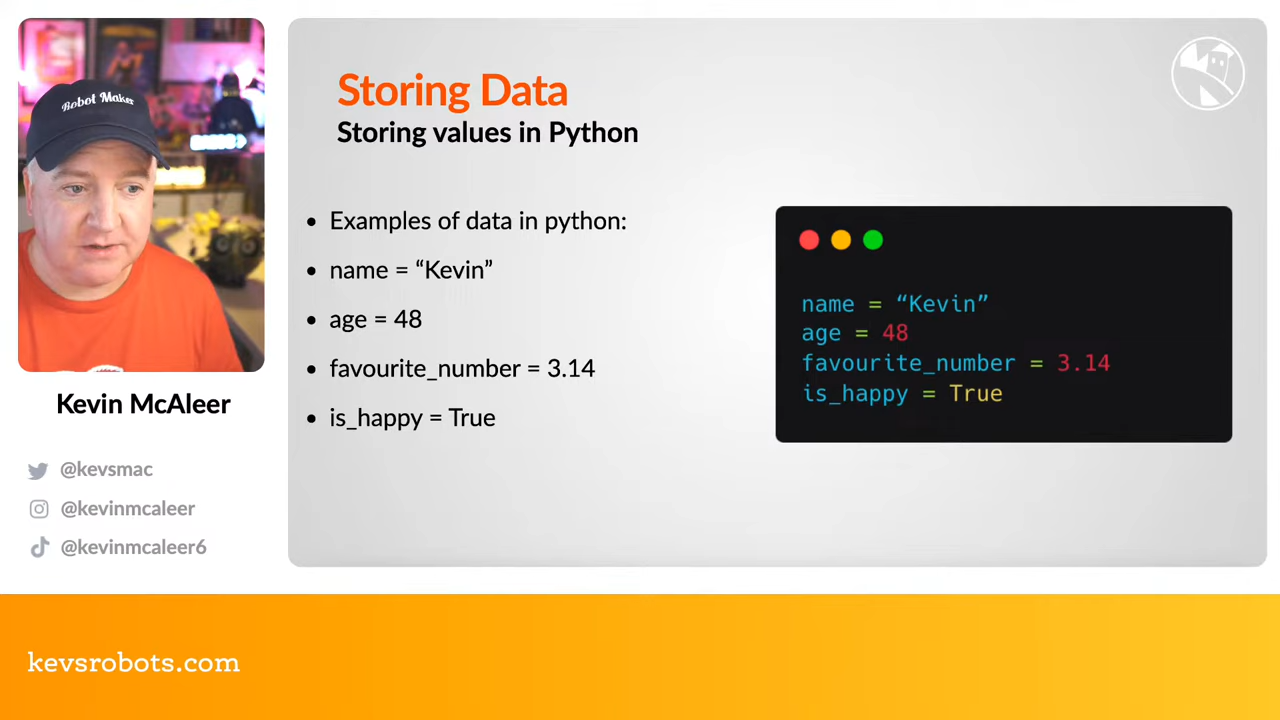 Robot Maker
Kevin McAleer
@kevsmac
@kevinmcaleer
@kevinmcaleer6
Storing Data
Storing values in Python
• Examples of data in python:
• name = “Kevin”
• age = 48
• favourite_number = 3.14
• is_happy = True
name = “Kevin”
age = 48
favourite_number = 3.14
is_happy = True
kevsrobots.com